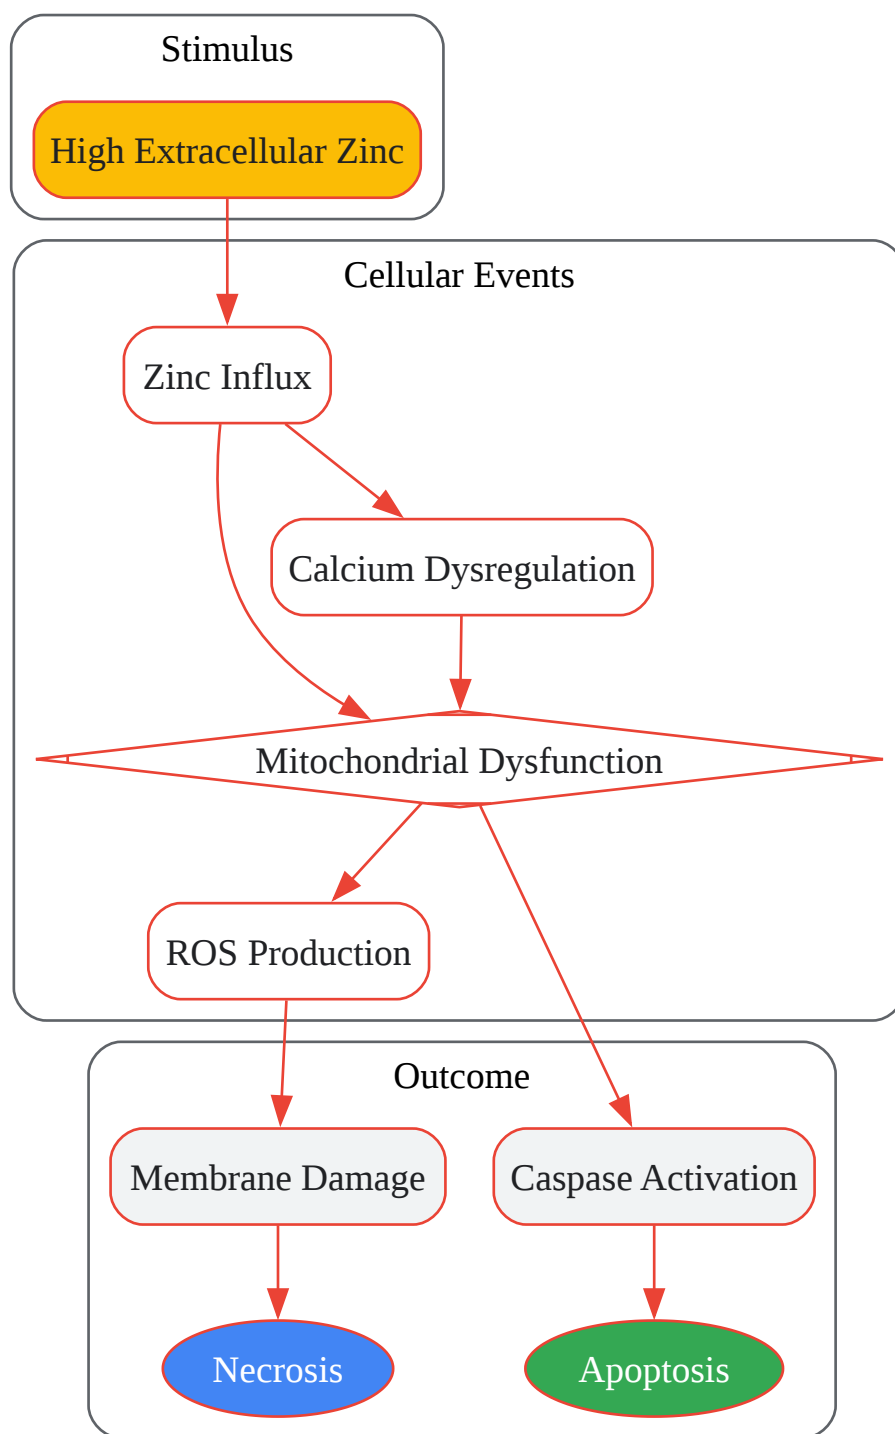 Stimulus
High Extracellular Zinc
Cellular Events
Zinc Influx
Calcium Dysregulation
Mitochondrial Dysfunction
ROS Production
Outcome
Membrane Damage
Caspase Activation
Necrosis
Apoptosis